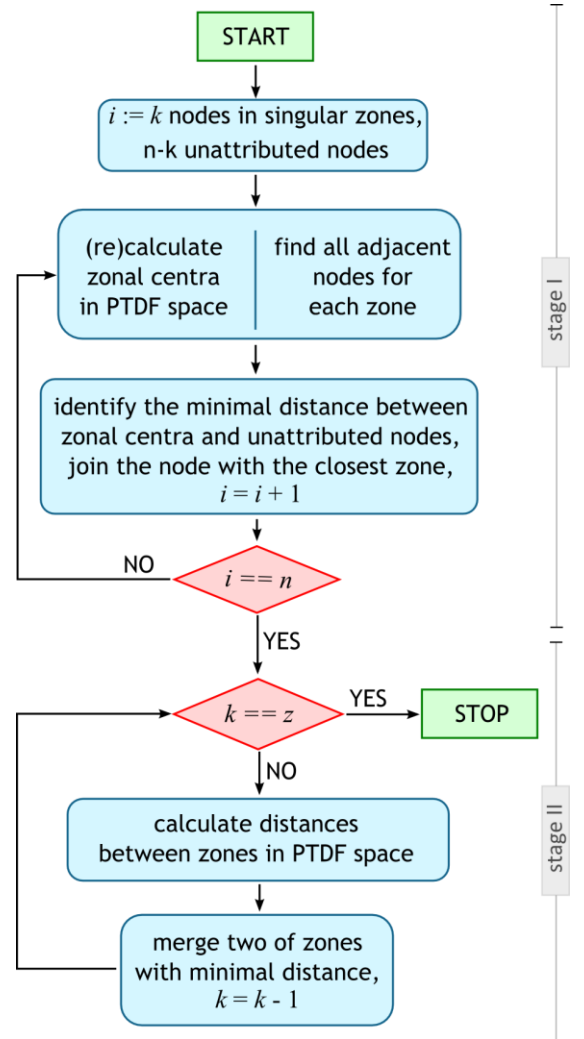 START
i := k nodes in singular zones,
n-k unattributed nodes
(re)calculate
zonal centra
in PTDF space
find all adjacent
nodes for
each zone
stage I
identify the minimal distance between
zonal centra and unattributed nodes,
join the node with the closest zone,
i = i + 1
NO
i == n
YES
k == z
YES
STOP
NO
calculate distances
between zones in PTDF space
stage II
merge two of zones
with minimal distance,
k = k - 1